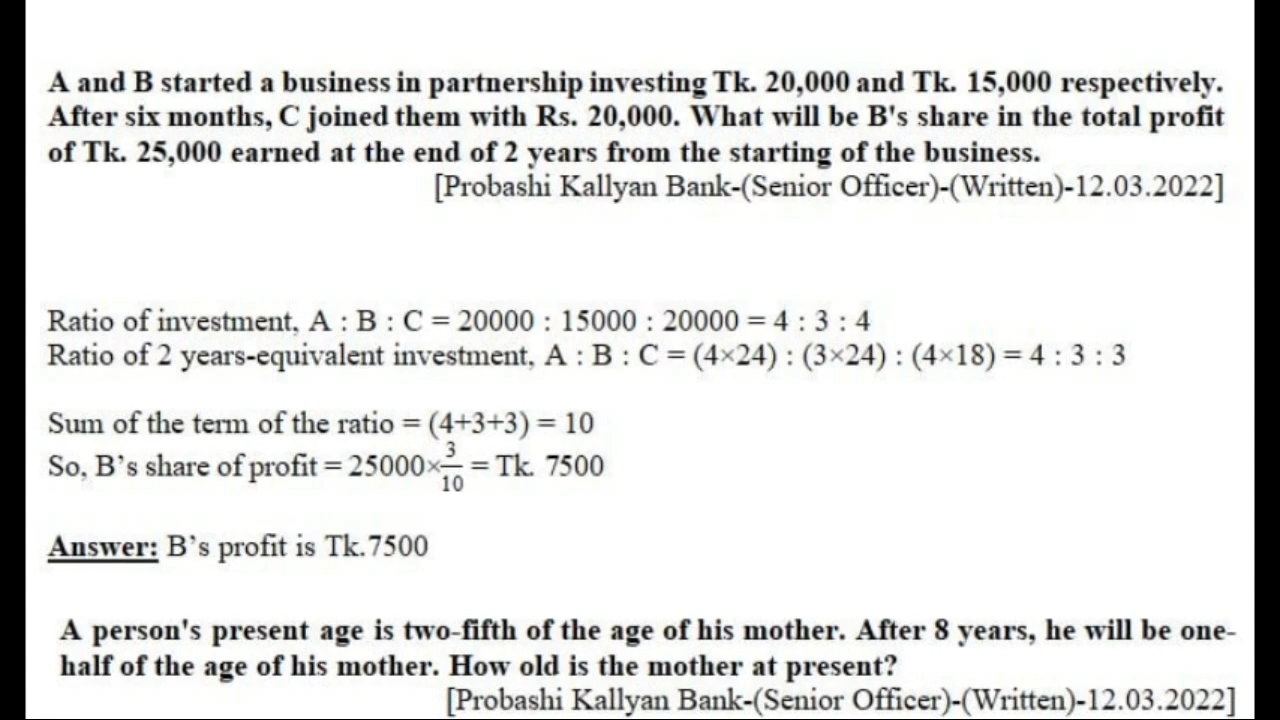 A and B started a business in partnership investing Tk. 20,000 and Tk. 15,000 respectively.
After six months, C joined them with Rs. 20,000. What will be B's share in the total profit
of Tk. 25,000 earned at the end of 2 years from the starting of the business.
[Probashi Kallyan Bank-(Senior Officer)-(Written)-12.03.2022]
Ratio of investment, A : B : C = 20000 : 15000 : 20000 = 4 : 3 : 4
Ratio of 2 years-equivalent investment, A : B : C = (4×24) : (3×24) : (4×18) = 4 : 3 : 3
Sum of the term of the ratio = (4+3+3) = 10
So, B’s share of profit = 25000×3/10 = Tk. 7500
Answer: B’s profit is Tk.7500
A person's present age is two-fifth of the age of his mother. After 8 years, he will be one-
half of the age of his mother. How old is the mother at present?
[Probashi Kallyan Bank-(Senior Officer)-(Written)-12.03.2022]